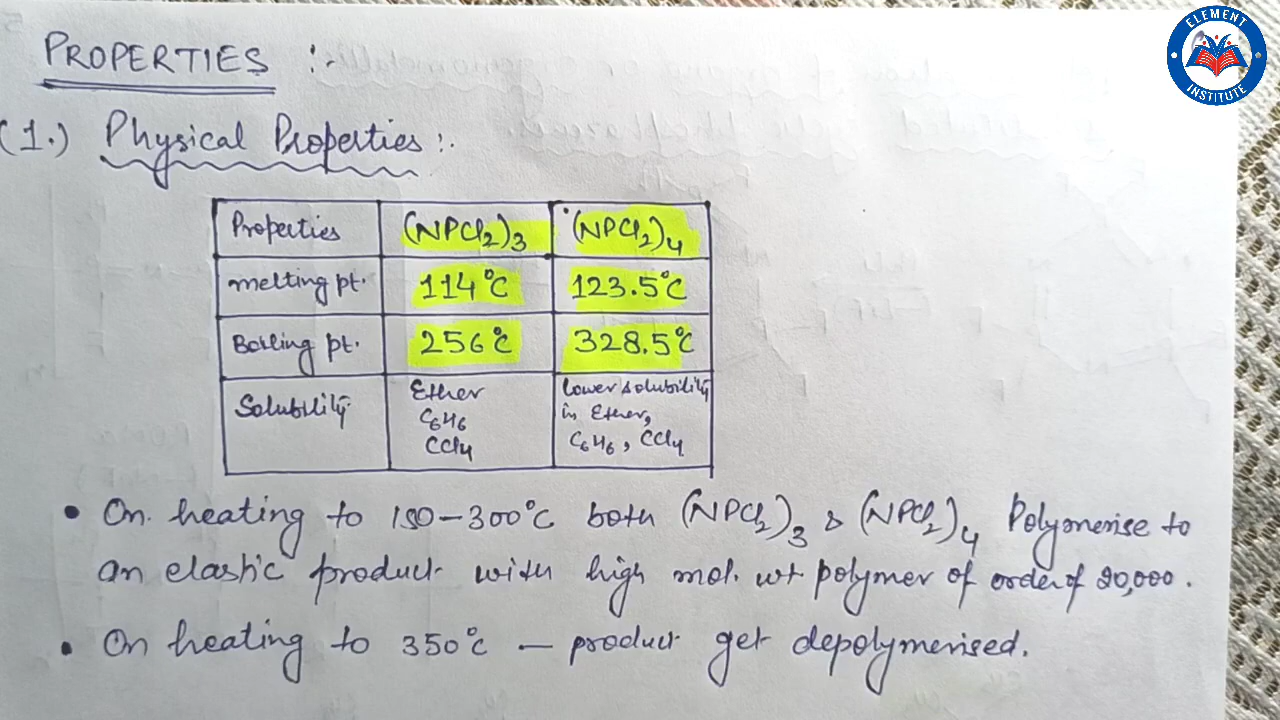 ELEMENT
INSTITUTE
PROPERTIES :-
(1.) Physical Properties :-
Properties (NPCl2)3 (NPCl2)4
melting pt. 114°C 123.5°C
Boiling pt. 256°C 328.5°C
Solubility Ether lower solubility
C6H6 in Ether,
CCl4 C6H6, CCl4
• On heating to 150-300°C both (NPCl2)3 & (NPCl2)4 Polymerise to
an elastic product with high mol. wt polymer of order of 20,000.
• On heating to 350°C — product get depolymerised.